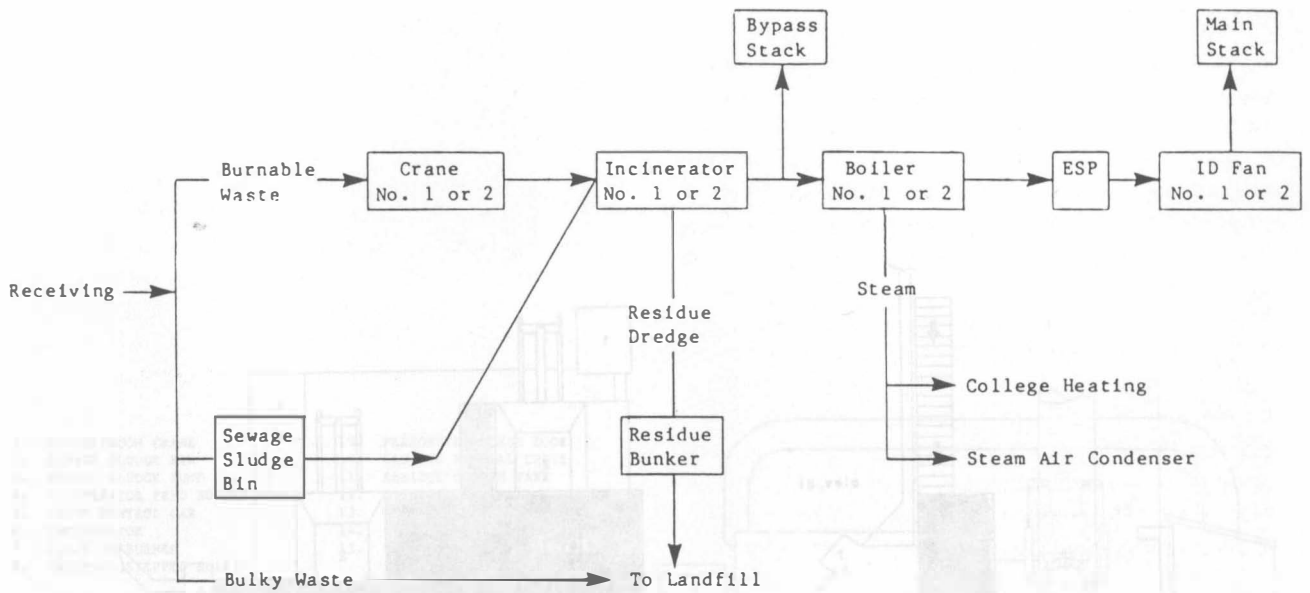 Bypass
Stack
Main
Stack
Burnable
Waste
Crane
No. 1 or 2
Incinerator
No. 1 or 2
Boiler
No. 1 or 2
ESP
ID Fan
No. 1 or 2
Receiving
Steam
Residue
Dredge
College Heating
Sewage
Sludge
Bin
Residue
Bunker
Steam Air Condenser
Bulky Waste
To Landfill